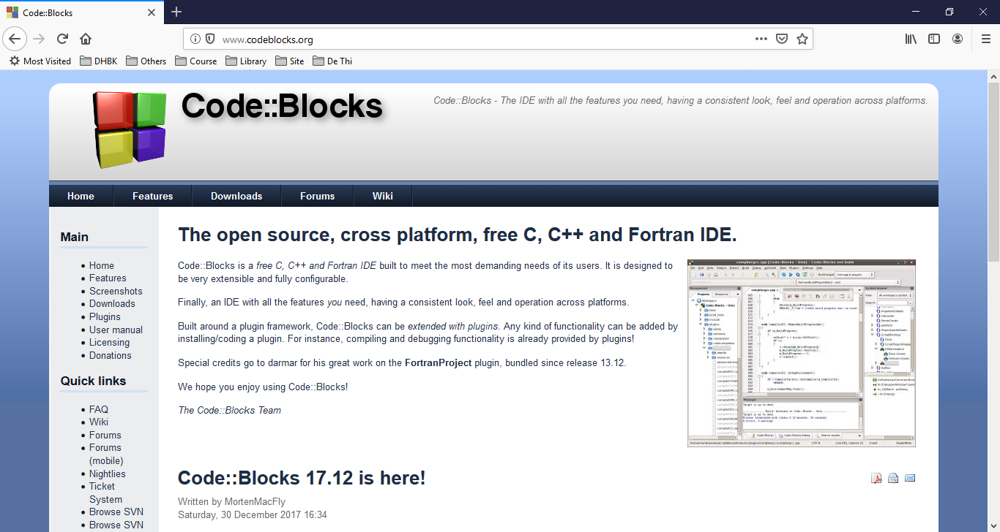 Code::Blocks
www.codeblocks.org
Most Visited DHBK Others Course Library Site De Thi
Code::Blocks
Code::Blocks - The IDE with all the features you need, having a consistent look, feel and operation across platforms.
Home Features Downloads Forums Wiki
Main
Home
Features
Screenshots
Downloads
Plugins
User manual
Licensing
Donations
Quick links
FAQ
Wiki
Forums
Forums
(mobile)
Nightlies
Ticket
System
Browse SVN
Browse SVN
The open source, cross platform, free C, C++ and Fortran IDE.
Code::Blocks is a free C, C++ and Fortran IDE built to meet the most demanding needs of its users. It is designed to
be very extensible and fully configurable.
Finally, an IDE with all the features you need, having a consistent look, feel and operation across platforms.
Built around a plugin framework, Code::Blocks can be extended with plugins. Any kind of functionality can be added by
installing/coding a plugin. For instance, compiling and debugging functionality is already provided by plugins!
Special credits go to darmar for his great work on the FortranProject plugin, bundled since release 13.12.
We hope you enjoy using Code::Blocks!
The Code::Blocks Team
Code::Blocks 17.12 is here!
Written by MortenMacFly
Saturday, 30 December 2017 16:34